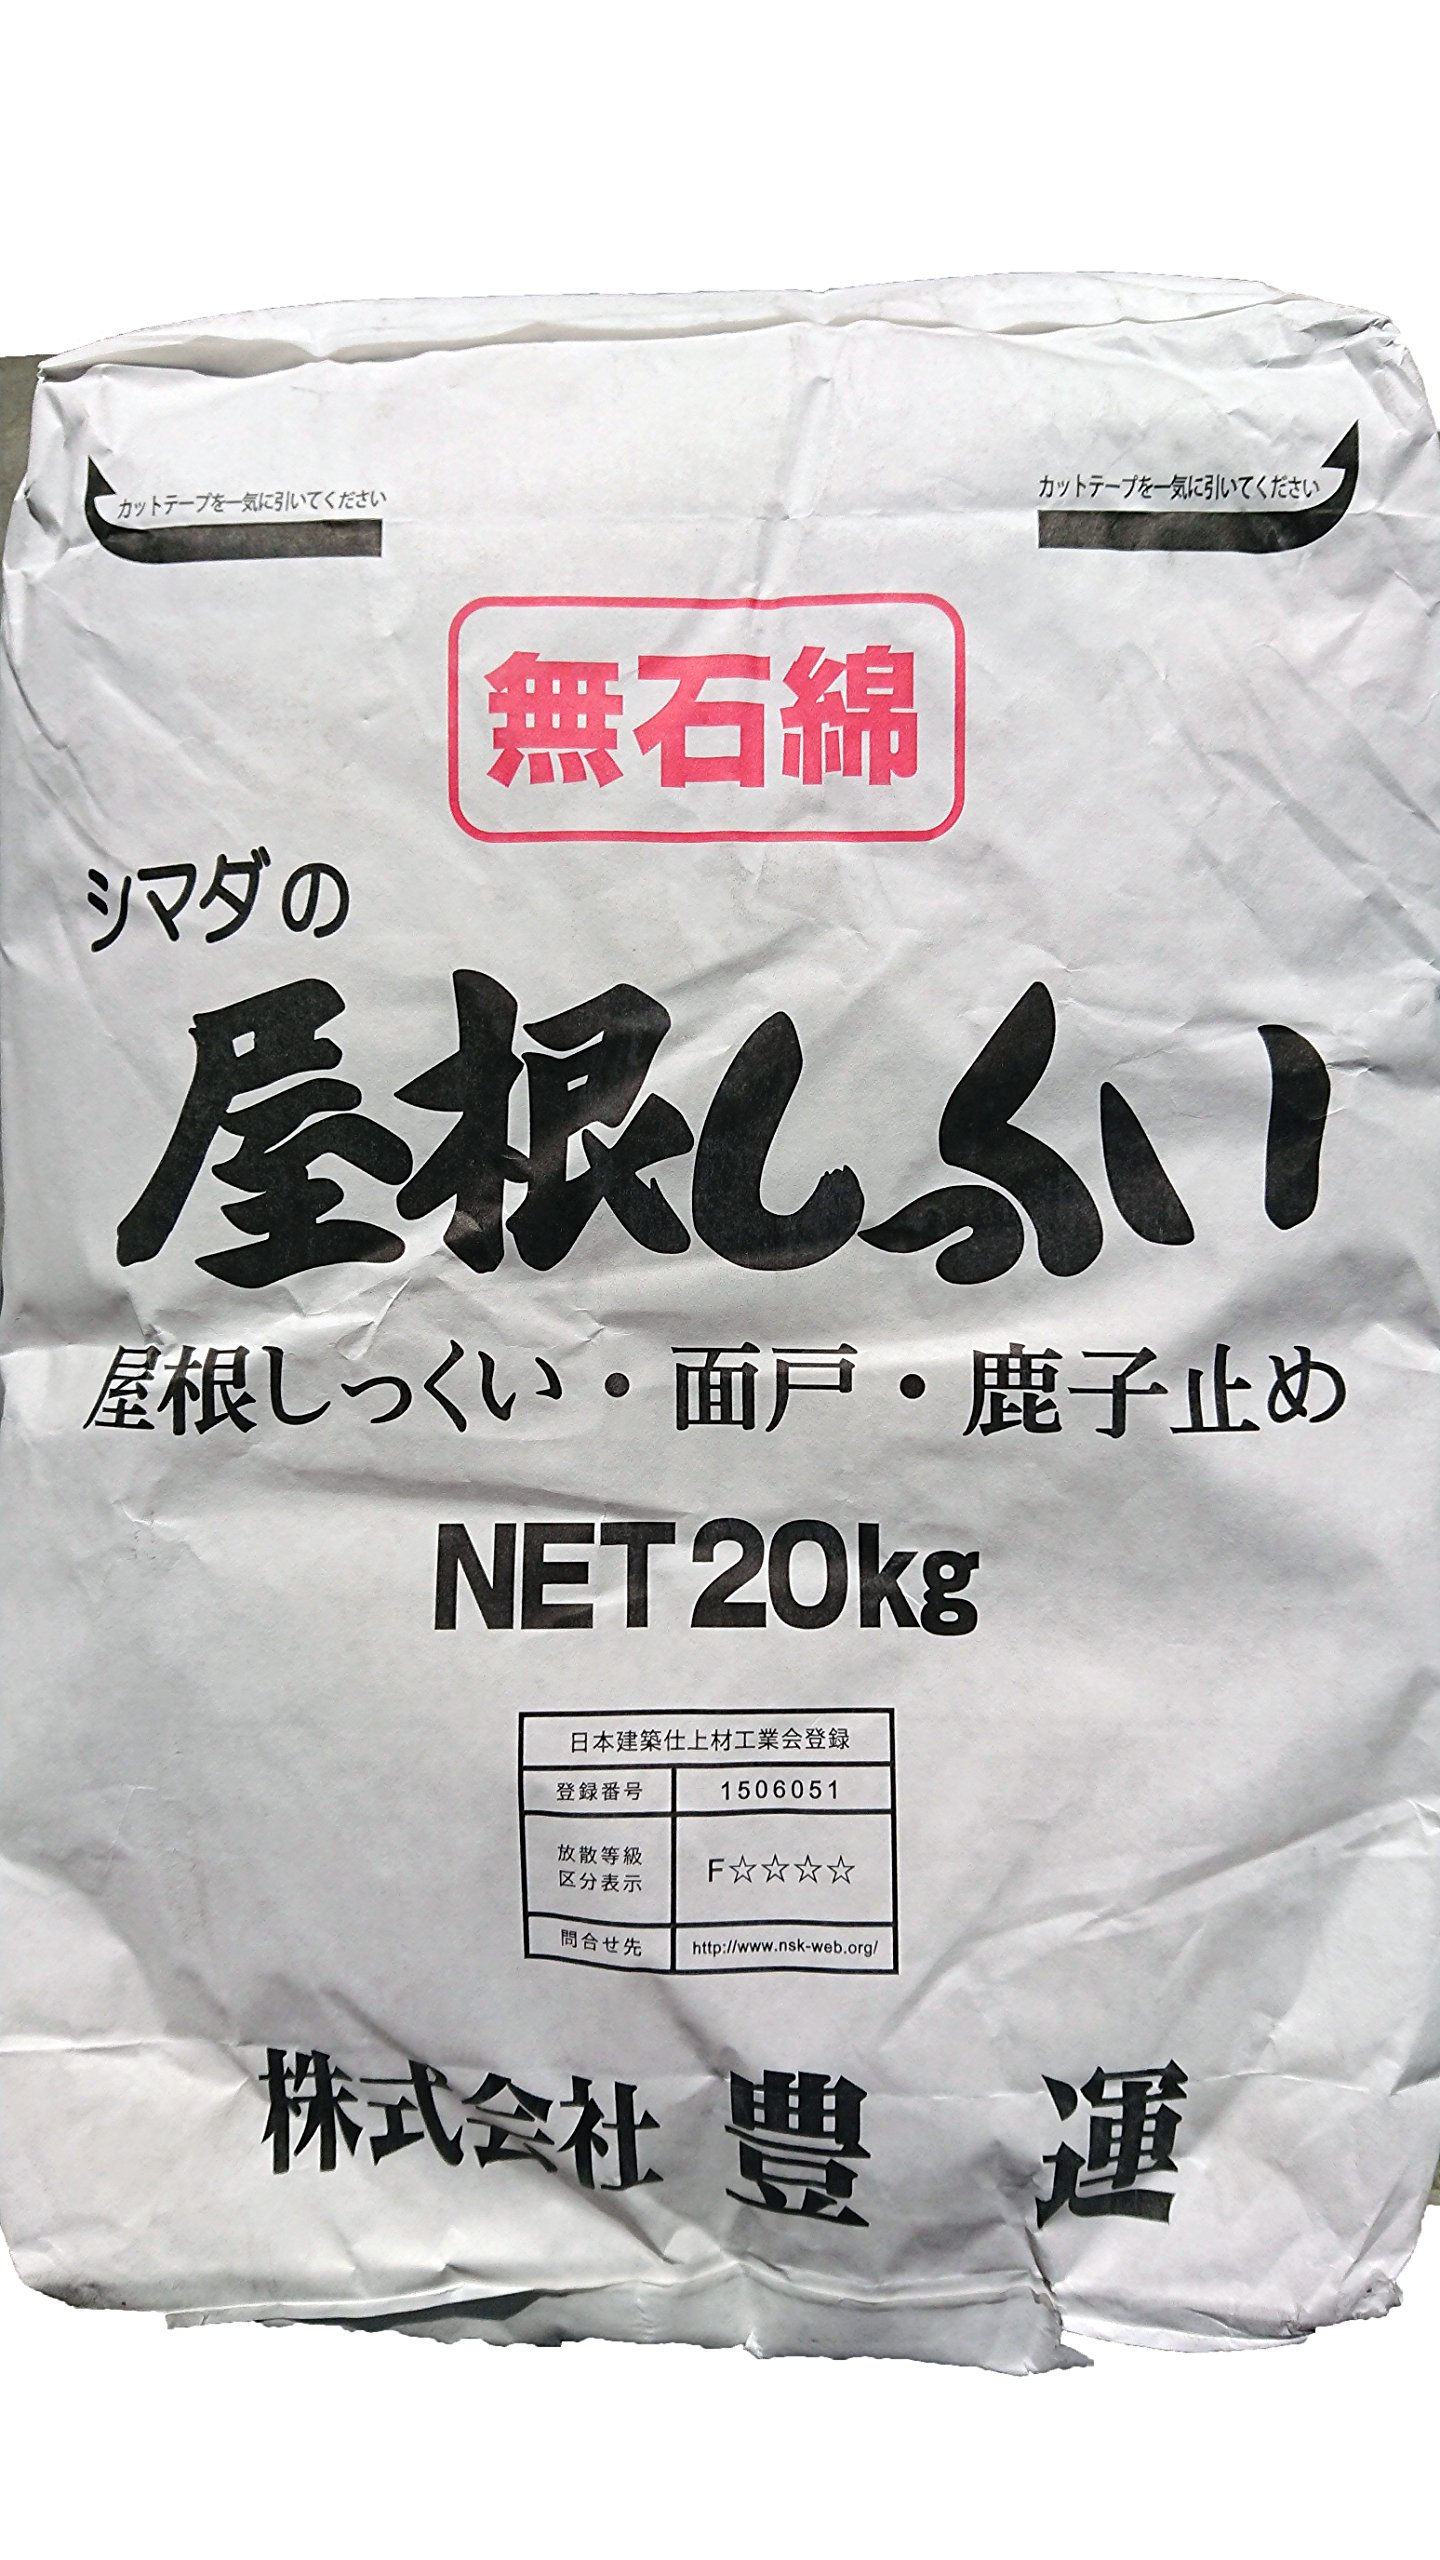 カットテープを一気に引いてください
カットテープを一気に引いてください
無石綿
シマダの
屋根しっくい
屋根しっくい・面戸・鹿子止め
NET20kg
日本建築仕上材工業会登録
登録番号 1506051
放散等級
区分表示
F☆☆☆☆
問合せ先 http://www.nsk-web.org/
株式会社 豊 運